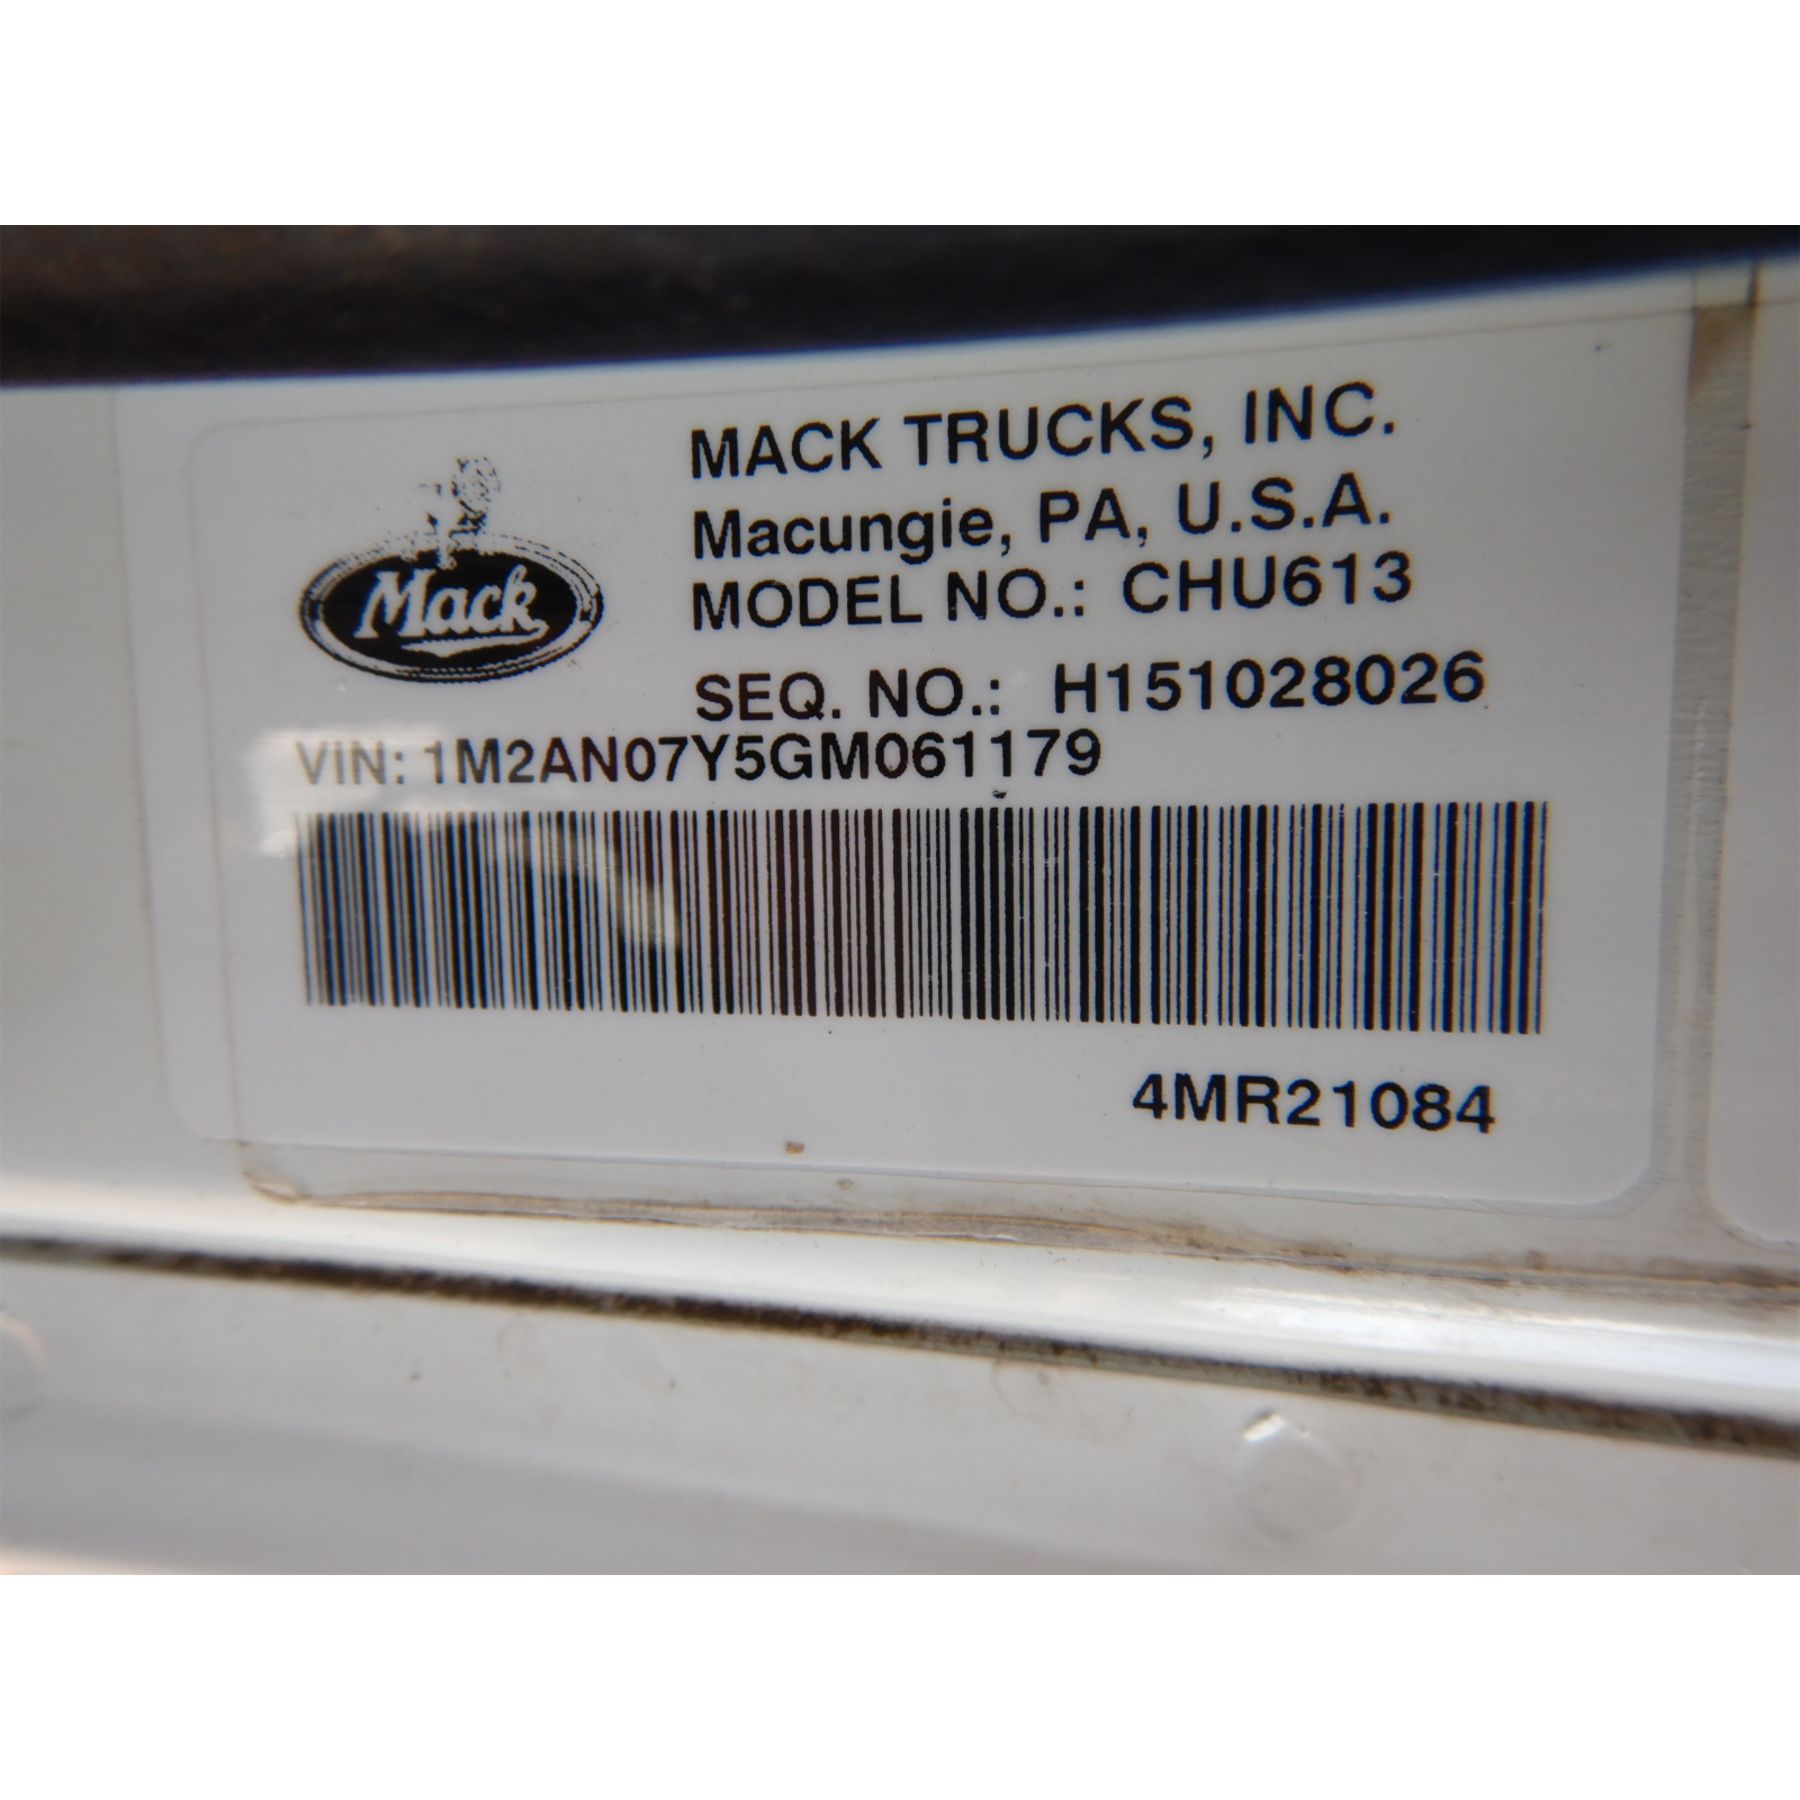 MACK TRUCKS, INC.
Macungie, PA, U.S.A.
MODEL NO.: CHU613
Mack
SEQ. NO.: H151028026
VIN: 1M2AN07Y5GM061179
4MR21084